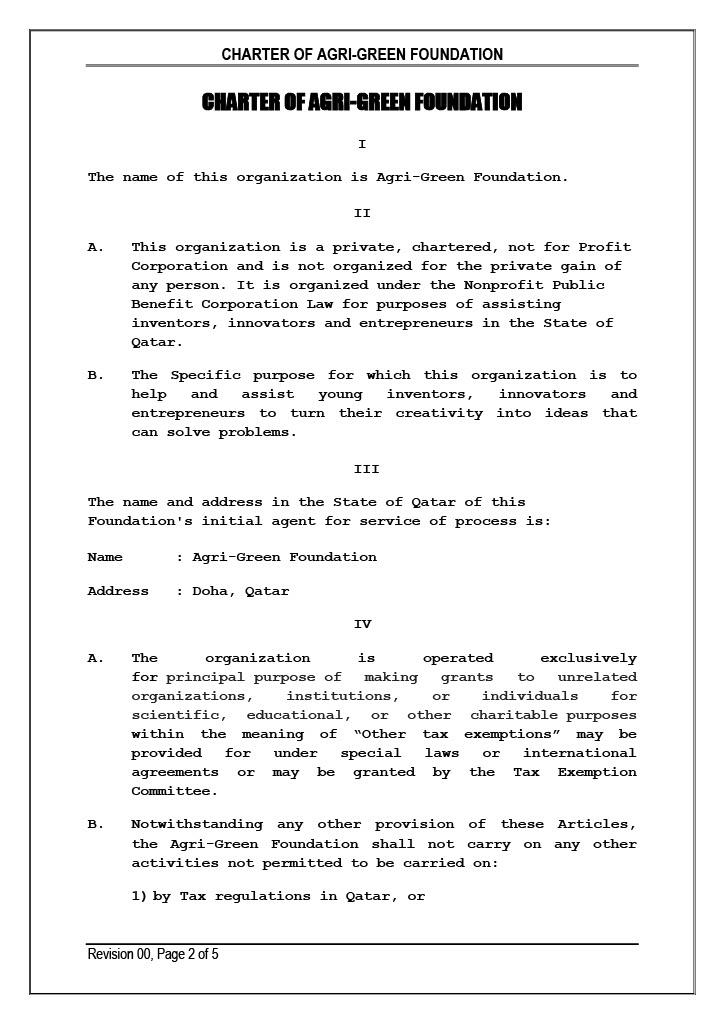 CHARTER OF AGRI-GREEN FOUNDATION
CHARTER OF AGRI-GREEN FOUNDATION
I
The name of this organization is Agri-Green Foundation.
II
A. This organization is a private, chartered, not for Profit
Corporation and is not organized for the private gain of
any person. It is organized under the Nonprofit Public
Benefit Corporation Law for purposes of assisting
inventors, innovators and entrepreneurs in the State of
Qatar.
B. The Specific purpose for which this organization is to
help and assist young inventors, innovators and
entrepreneurs to turn their creativity into ideas that
can solve problems.
III
The name and address in the State of Qatar of this
Foundation's initial agent for service of process is:
Name : Agri-Green Foundation
Address : Doha, Qatar
IV
A. The organization is operated exclusively
for principal purpose of making grants to unrelated
organizations, institutions, or individuals for
scientific, educational, or other charitable purposes
within the meaning of “Other tax exemptions” may be
provided for under special laws or international
agreements or may be granted by the Tax Exemption
Committee.
B. Notwithstanding any other provision of these Articles,
the Agri-Green Foundation shall not carry on any other
activities not permitted to be carried on:
1) by Tax regulations in Qatar, or
Revision 00, Page 2 of 5